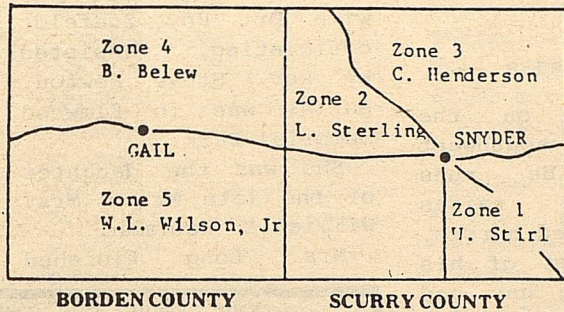 Zone 4
B. Belew
Zone 3
C. Henderson
Zone 2
L. Sterling
GAIL
SNYDER
Zone 5
W.L. Wilson, Jr
Zone 1
Stirl
BORDEN COUNTY
SCURRY COUNTY